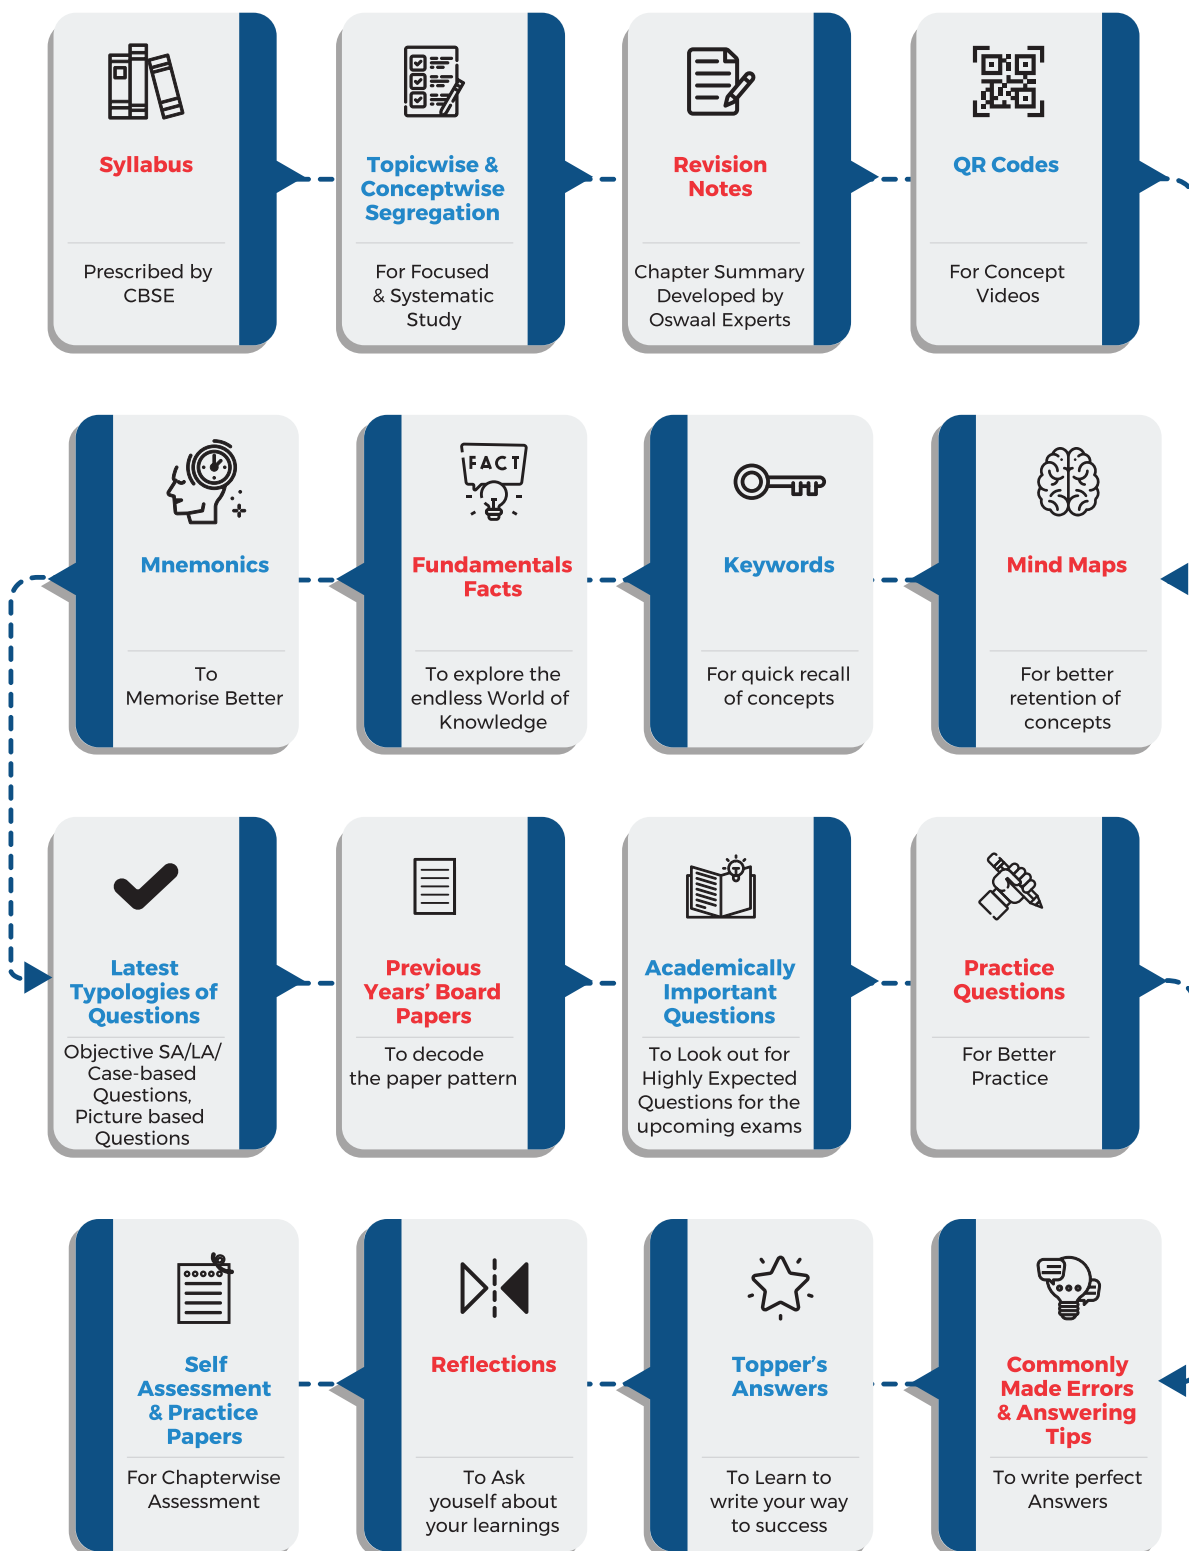 Syllabus
Prescribed by
CBSE
Topicwise &
Conceptwise
Segregation
For Focused
& Systematic
Study
Revision
Notes
Chapter Summary
Developed by
Oswaal Experts
QR Codes
For Concept
Videos
Mnemonics
To
Memorise Better
FACT
Fundamentals
Facts
To explore the
endless World of
Knowledge
Keywords
For quick recall
of concepts
Mind Maps
For better
retention of
concepts
Latest
Typologies of
Questions
Objective SA/LA/
Case-based
Questions,
Picture based
Questions
Previous
Years’ Board
Papers
To decode
the paper pattern
Academically
Important
Questions
To Look out for
Highly Expected
Questions for the
upcoming exams
Practice
Questions
For Better
Practice
Self
Assessment
& Practice
Papers
For Chapterwise
Assessment
Reflections
To Ask
youself about
your learnings
Topper’s
Answers
To Learn to
write your way
to success
Commonly
Made Errors
& Answering
Tips
To write perfect
Answers